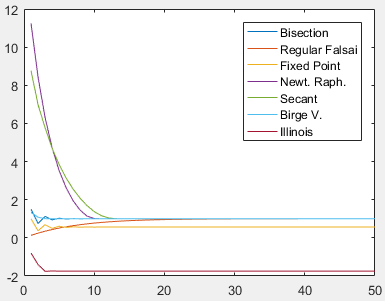 12
10
8
6
4
2
0
-2
0
10
20
30
40
50
Bisection
Regular Falsai
Fixed Point
Newt. Raph.
Secant
Birge V.
Illinois